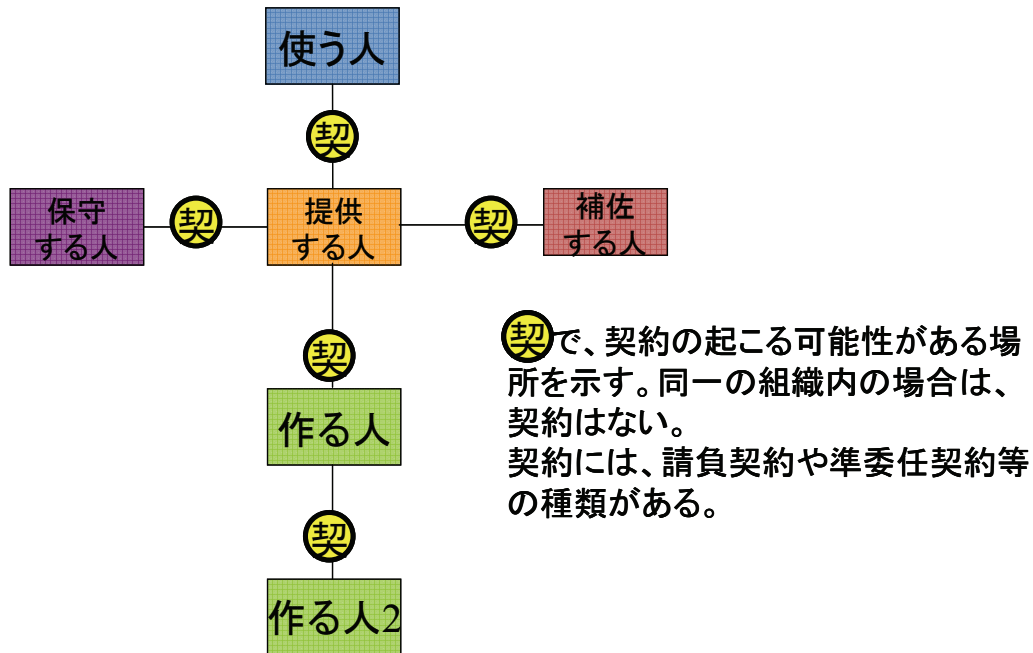 使う人
契
保守
する人
契
提供
する人
契
補佐
する人
契
作る人
契
作る人2
契で、契約の起こる可能性がある場
所を示す。同一の組織内の場合は、
契約はない。
契約には、請負契約や準委任契約等
の種類がある。